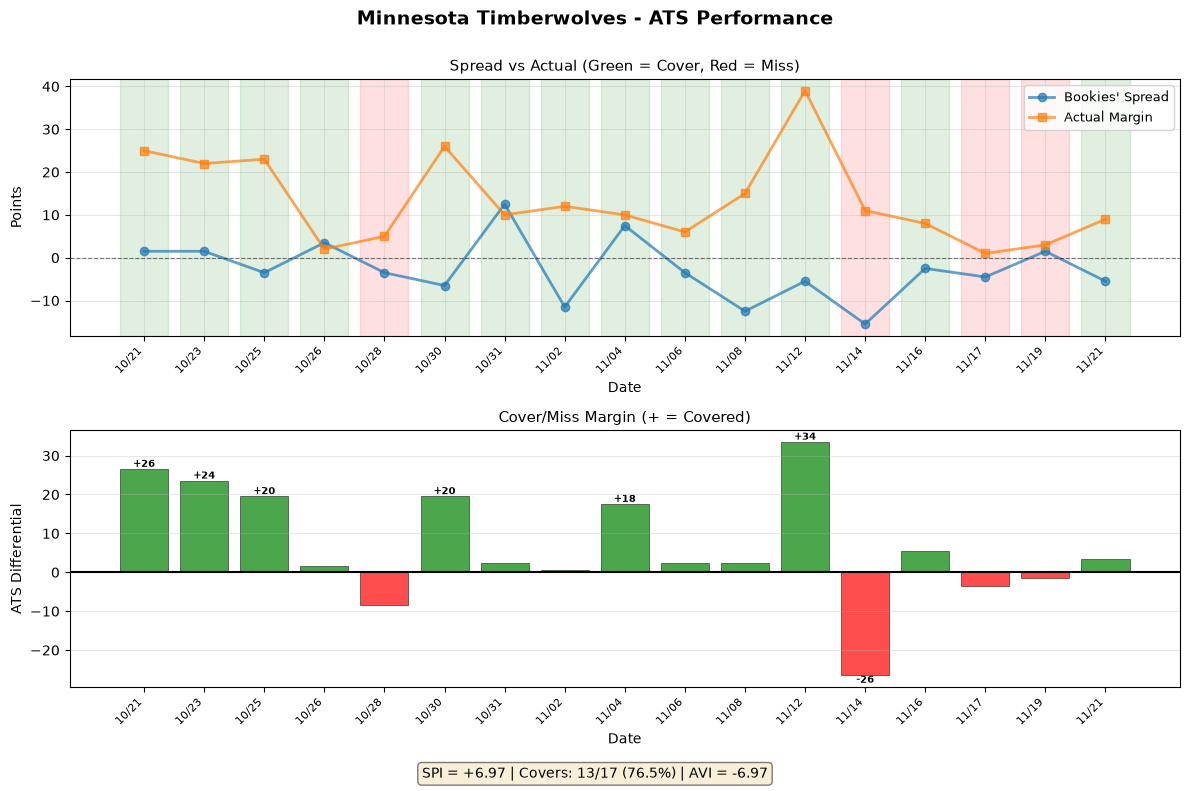 Minnesota Timberwolves - ATS Performance
Spread vs Actual (Green = Cover, Red = Miss)
Points
40
30
20
10
0
−10
Bookies' Spread
Actual Margin
10/21 10/23 10/25 10/26 10/28 10/30 10/31 11/02 11/04 11/06 11/08 11/12 11/14 11/16 11/17 11/19 11/21
Date
Cover/Miss Margin (+ = Covered)
ATS Differential
30
20
10
0
−10
−20
+26 +24 +20 +20 +18 +34 -26
10/21 10/23 10/25 10/26 10/28 10/30 10/31 11/02 11/04 11/06 11/08 11/12 11/14 11/16 11/17 11/19 11/21
Date
SPI = +6.97 | Covers: 13/17 (76.5%) | AVI = -6.97